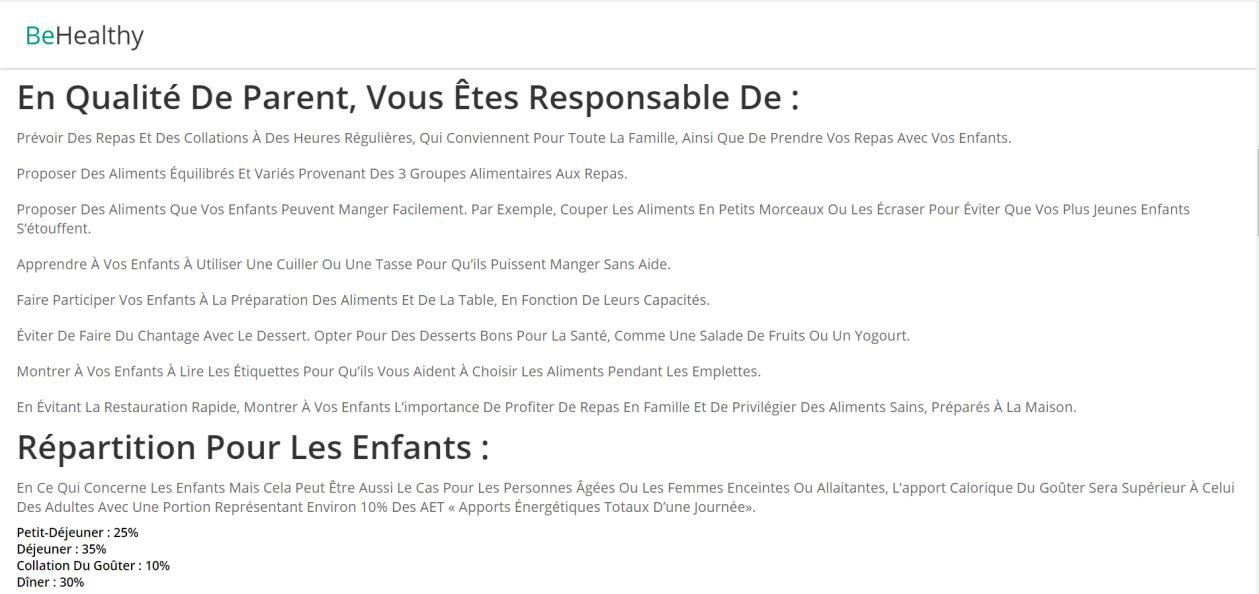 BeHealthy
En Qualité De Parent, Vous Êtes Responsable De :
Prévoir Des Repas Et Des Collations À Des Heures Régulières, Qui Conviennent Pour Toute La Famille, Ainsi Que De Prendre Vos Repas Avec Vos Enfants.
Proposer Des Aliments Équilibrés Et Variés Provenant Des 3 Groupes Alimentaires Aux Repas.
Proposer Des Aliments Que Vos Enfants Peuvent Manger Facilement. Par Exemple, Couper Les Aliments En Petits Morceaux Ou Les Écraser Pour Éviter Que Vos Plus Jeunes Enfants
S’étouffent.
Apprendre À Vos Enfants À Utiliser Une Cuiller Ou Une Tasse Pour Qu’ils Puissent Manger Sans Aide.
Faire Participer Vos Enfants À La Préparation Des Aliments Et De La Table, En Fonction De Leurs Capacités.
Éviter De Faire Du Chantage Avec Le Dessert. Opter Pour Des Desserts Bons Pour La Santé, Comme Une Salade De Fruits Ou Un Yogourt.
Montrer À Vos Enfants À Lire Les Étiquettes Pour Qu’ils Vous Aident À Choisir Les Aliments Pendant Les Emplettes.
En Évitant La Restauration Rapide, Montrer À Vos Enfants L’importance De Profiter De Repas En Famille Et De Privilégier Des Aliments Sains, Préparés À La Maison.
Répartition Pour Les Enfants :
En Ce Qui Concerne Les Enfants Mais Cela Peut Être Aussi Le Cas Pour Les Personnes Âgées Ou Les Femmes Enceintes Ou Allaitantes, L’apport Calorique Du Goûter Sera Supérieur À Celui
Des Adultes Avec Une Portion Représentant Environ 10% Des AET « Apports Énergétiques Totaux D’une Journée».
Petit-Déjeuner : 25%
Déjeuner : 35%
Collation Du Goûter : 10%
Dîner : 30%